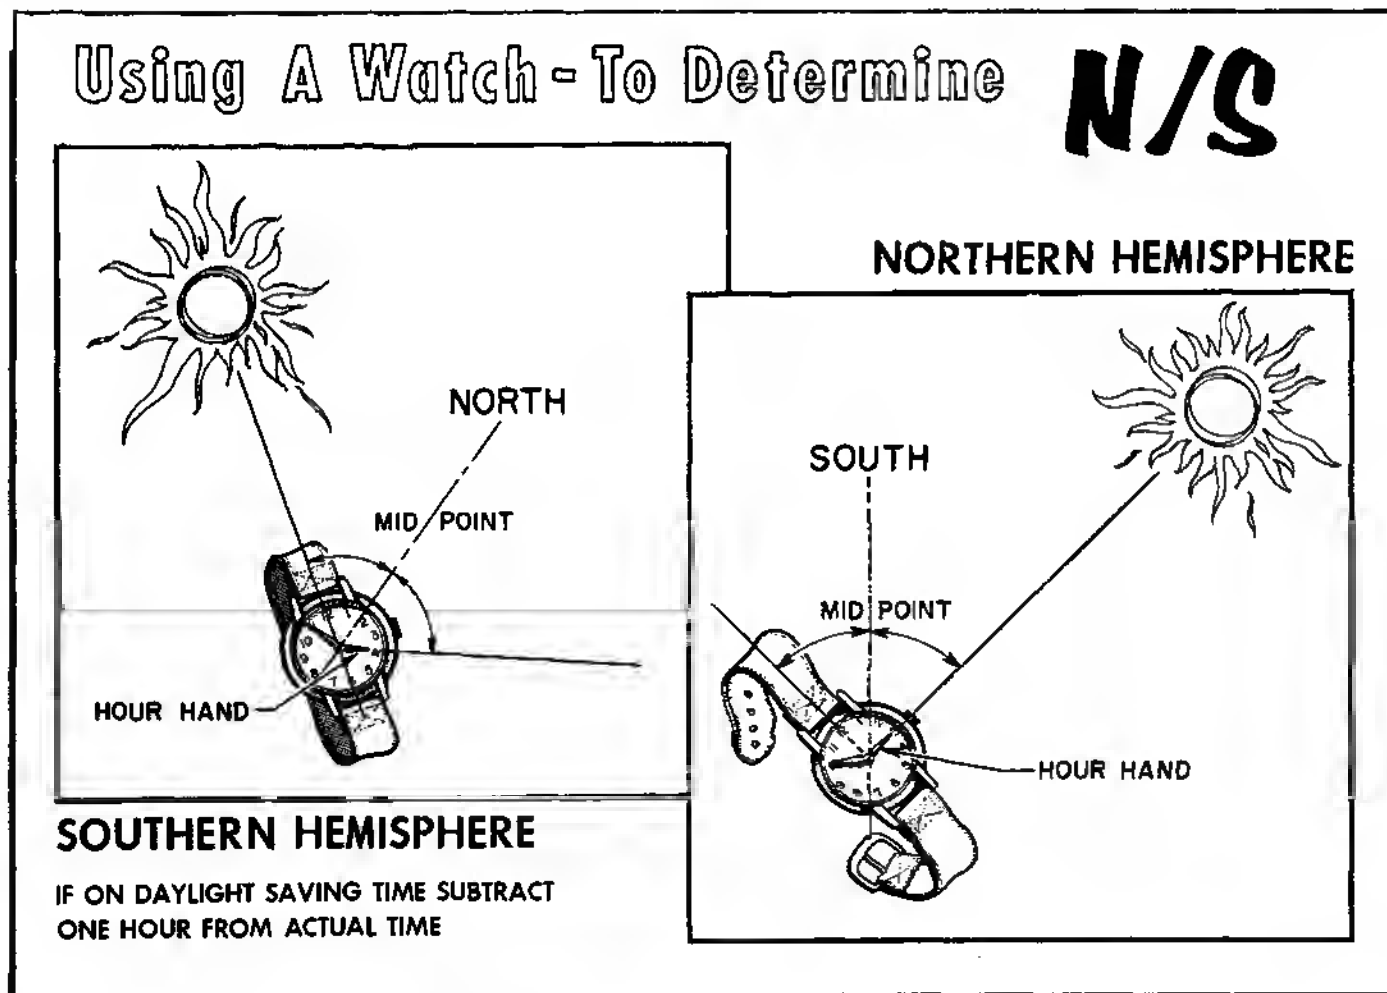 Using A Watch - To Determine N/S
NORTH
MID POINT
HOUR HAND
SOUTHERN HEMISPHERE
IF ON DAYLIGHT SAVING TIME SUBTRACT
ONE HOUR FROM ACTUAL TIME
NORTHERN HEMISPHERE
SOUTH
MID POINT
HOUR HAND